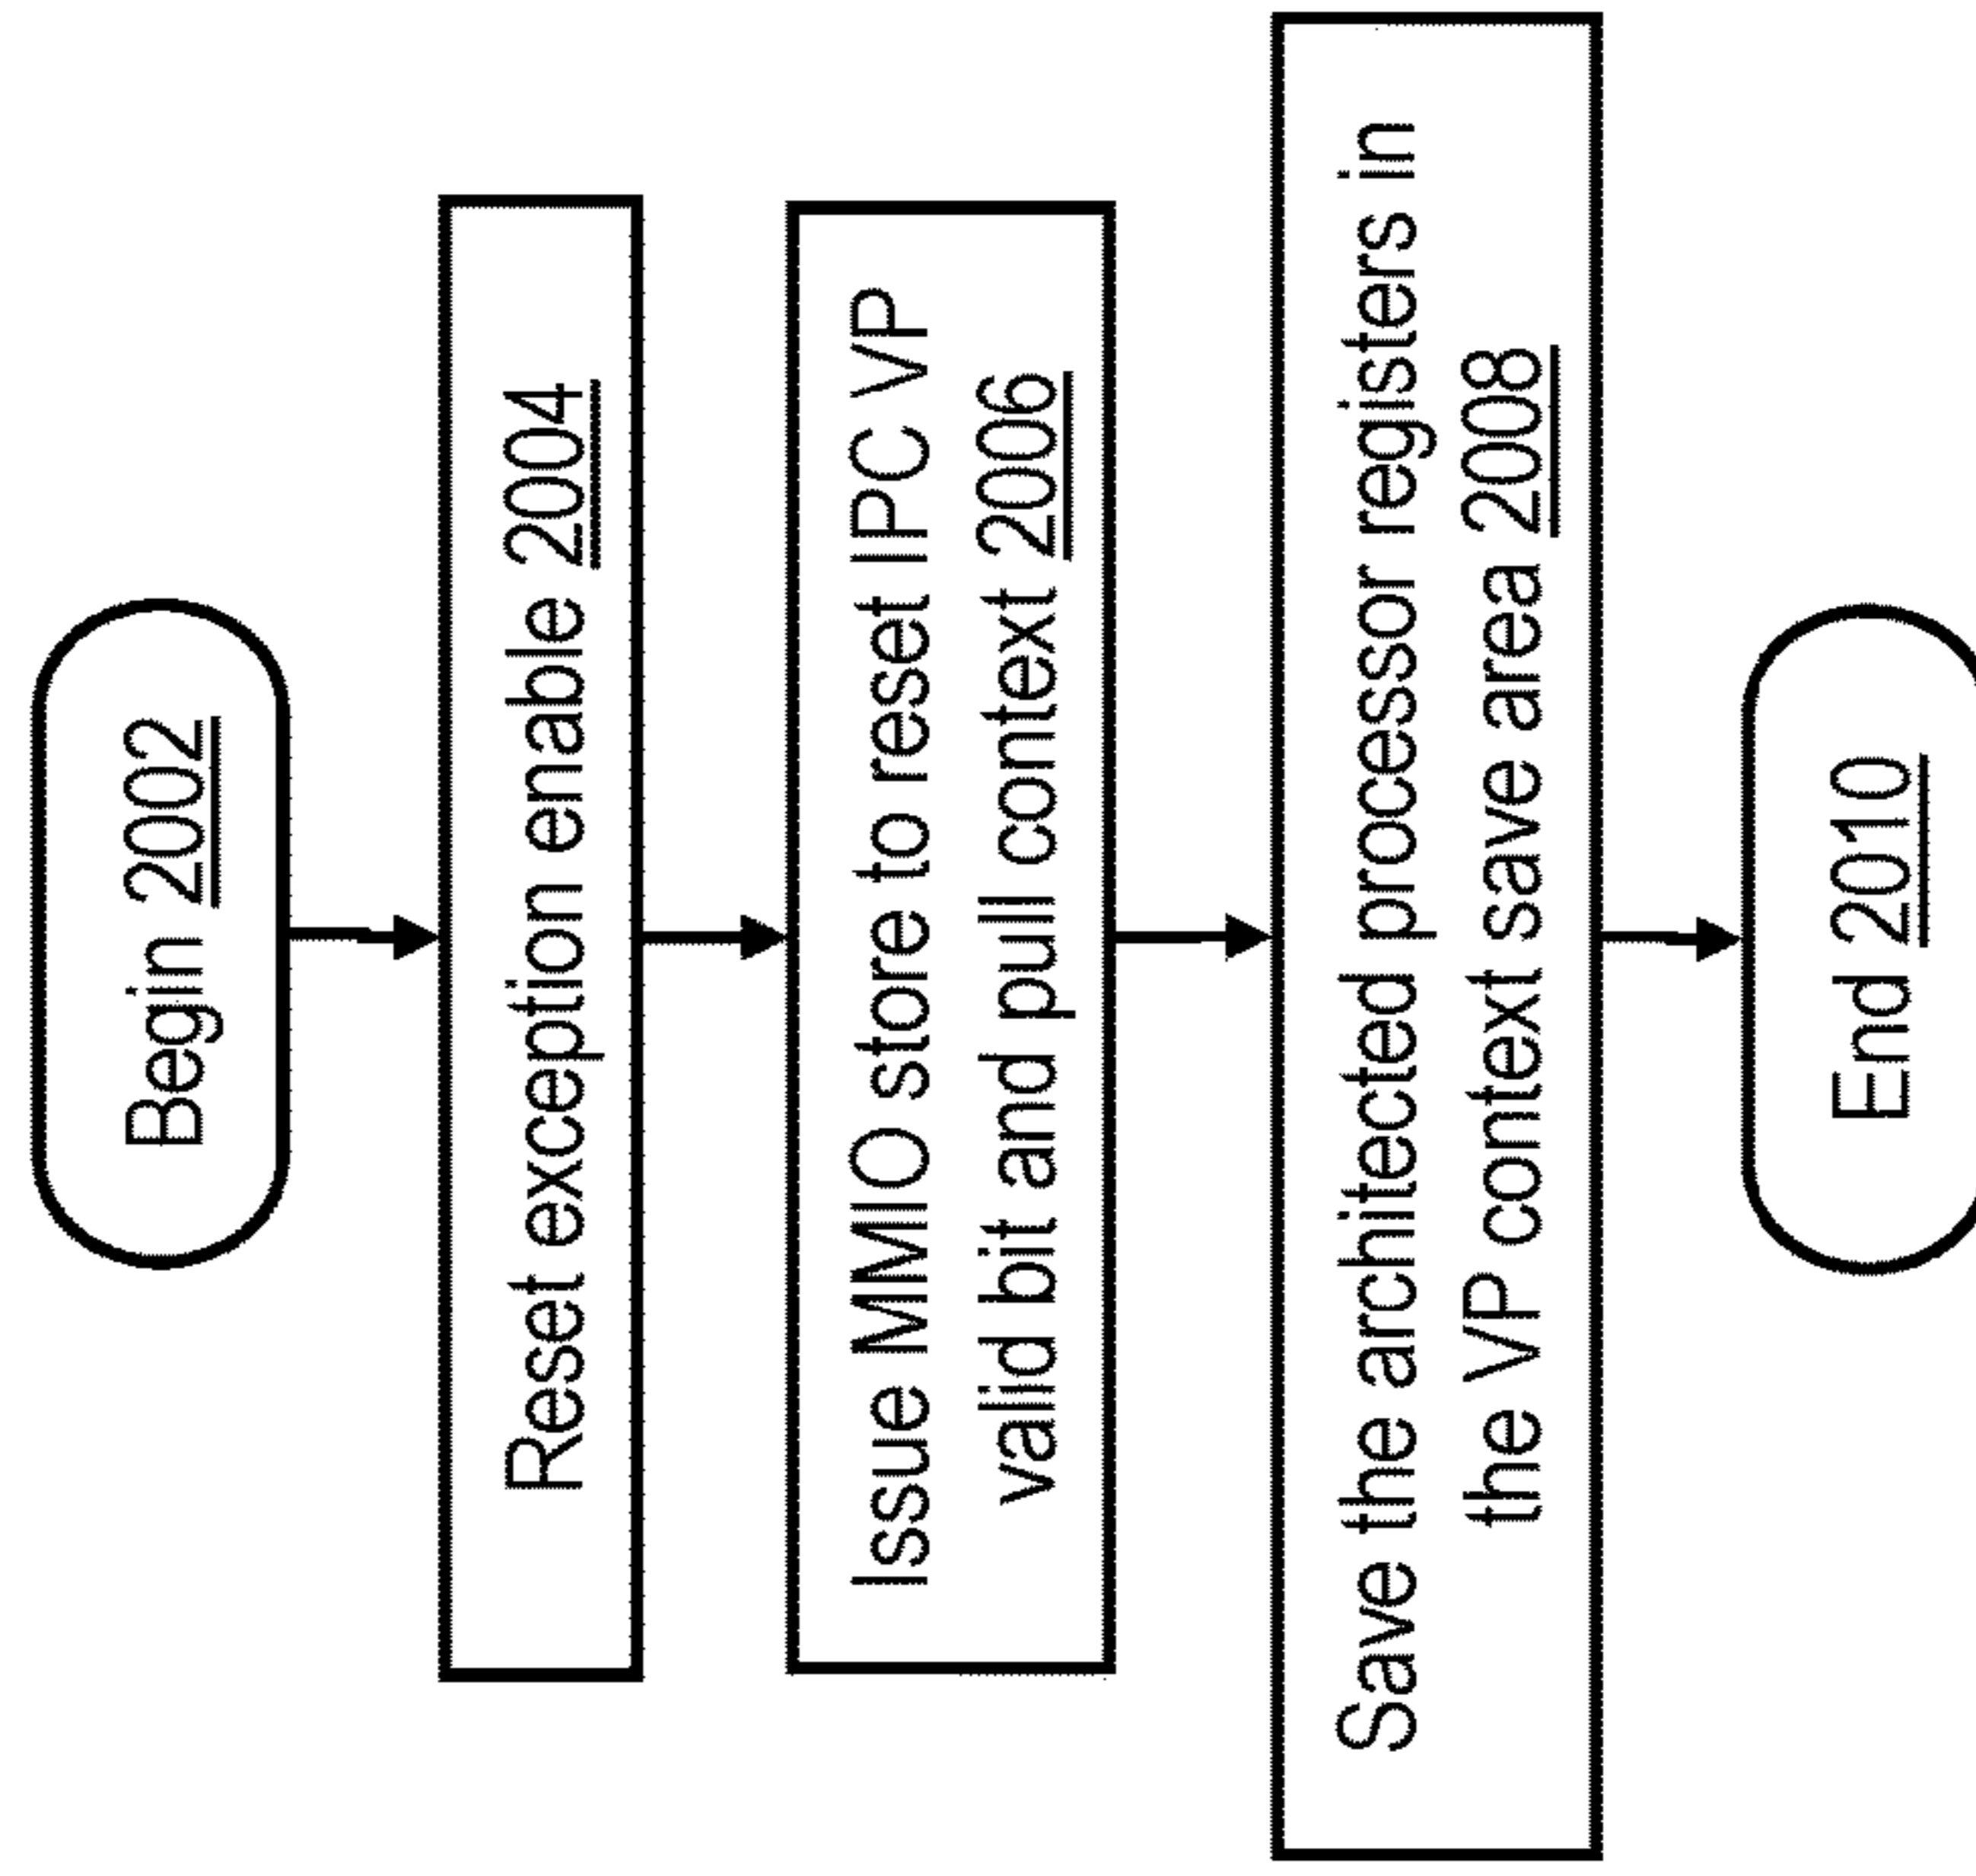 Begin 2002
Reset exception enable 2004
Issue MMIO store to reset IPC VP
valid bit and pull context 2006
Save the architected processor registers in
the VP context save area 2008
End 2010